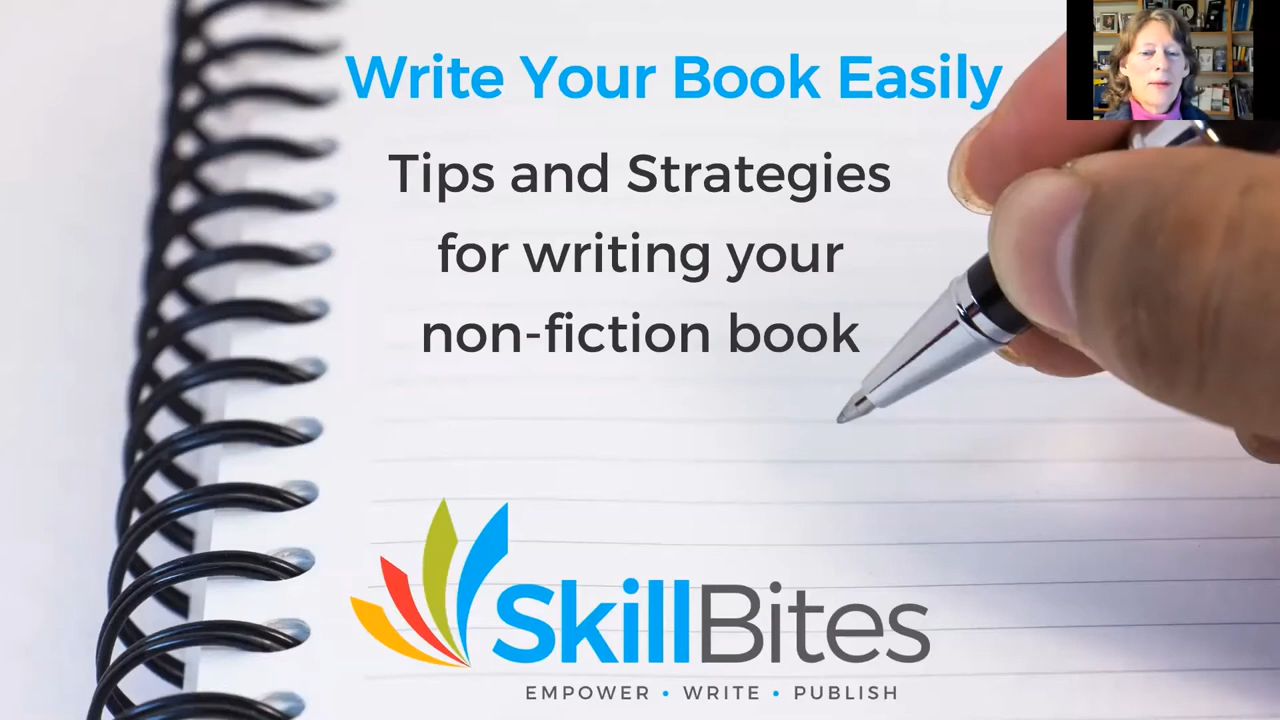 Write Your Book Easily
Tips and Strategies
for writing your
non-fiction book
SkillBites
EMPOWER • WRITE • PUBLISH